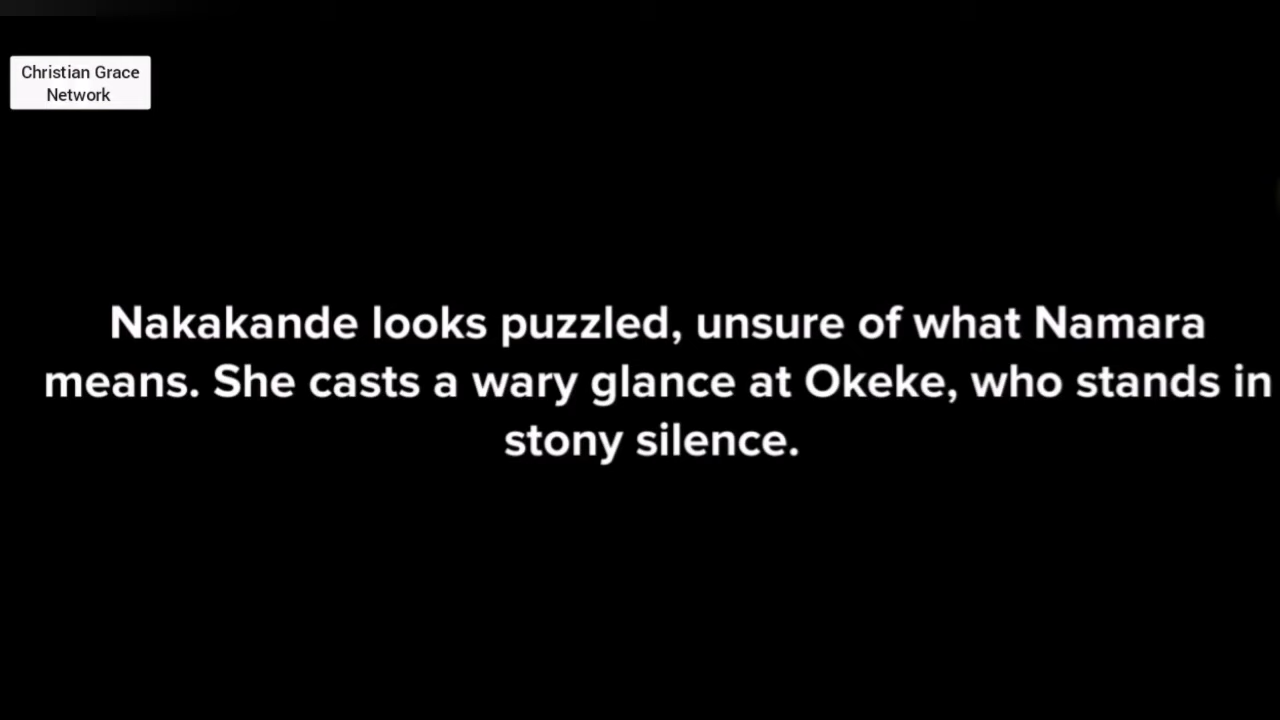 Christian Grace
Network
Nakakande looks puzzled, unsure of what Namara
means. She casts a wary glance at Okeke, who stands in
stony silence.